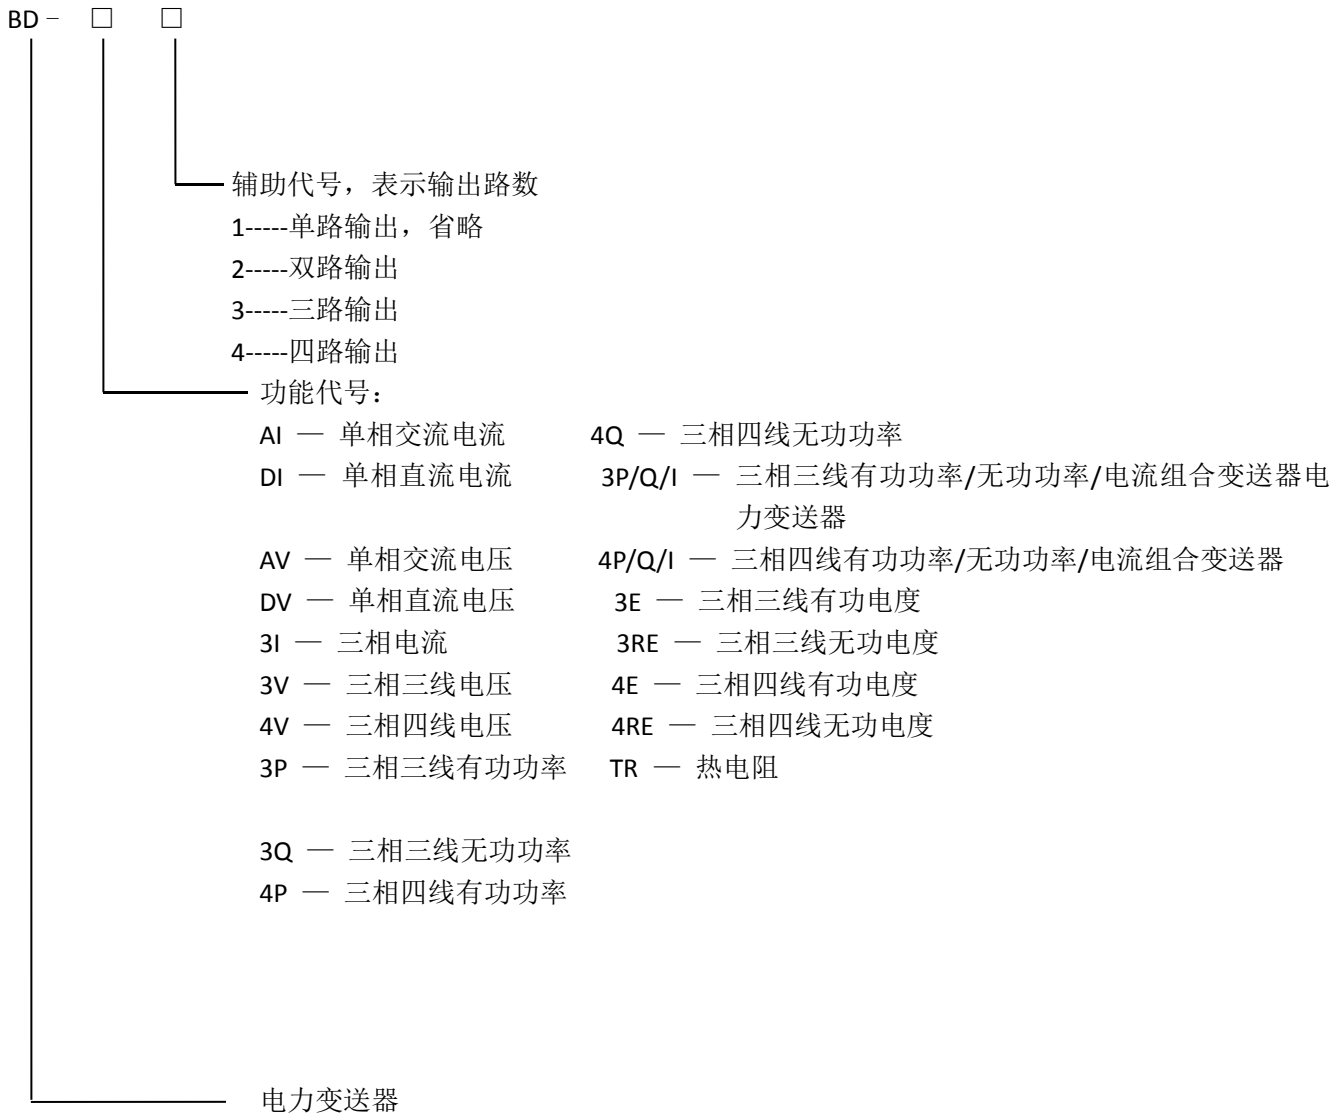 BD－ □ □
辅助代号，表示输出路数
1-----单路输出，省略
2-----双路输出
3-----三路输出
4-----四路输出
功能代号：
AI — 单相交流电流 4Q — 三相四线无功功率
DI — 单相直流电流 3P/Q/I — 三相三线有功功率/无功功率/电流组合变送器电
力变送器
AV — 单相交流电压 4P/Q/I — 三相四线有功功率/无功功率/电流组合变送器
DV — 单相直流电压 3E — 三相三线有功电度
3I — 三相电流 3RE — 三相三线无功电度
3V — 三相三线电压 4E — 三相四线有功电度
4V — 三相四线电压 4RE — 三相四线无功电度
3P — 三相三线有功功率 TR — 热电阻
3Q — 三相三线无功功率
4P — 三相四线有功功率
电力变送器